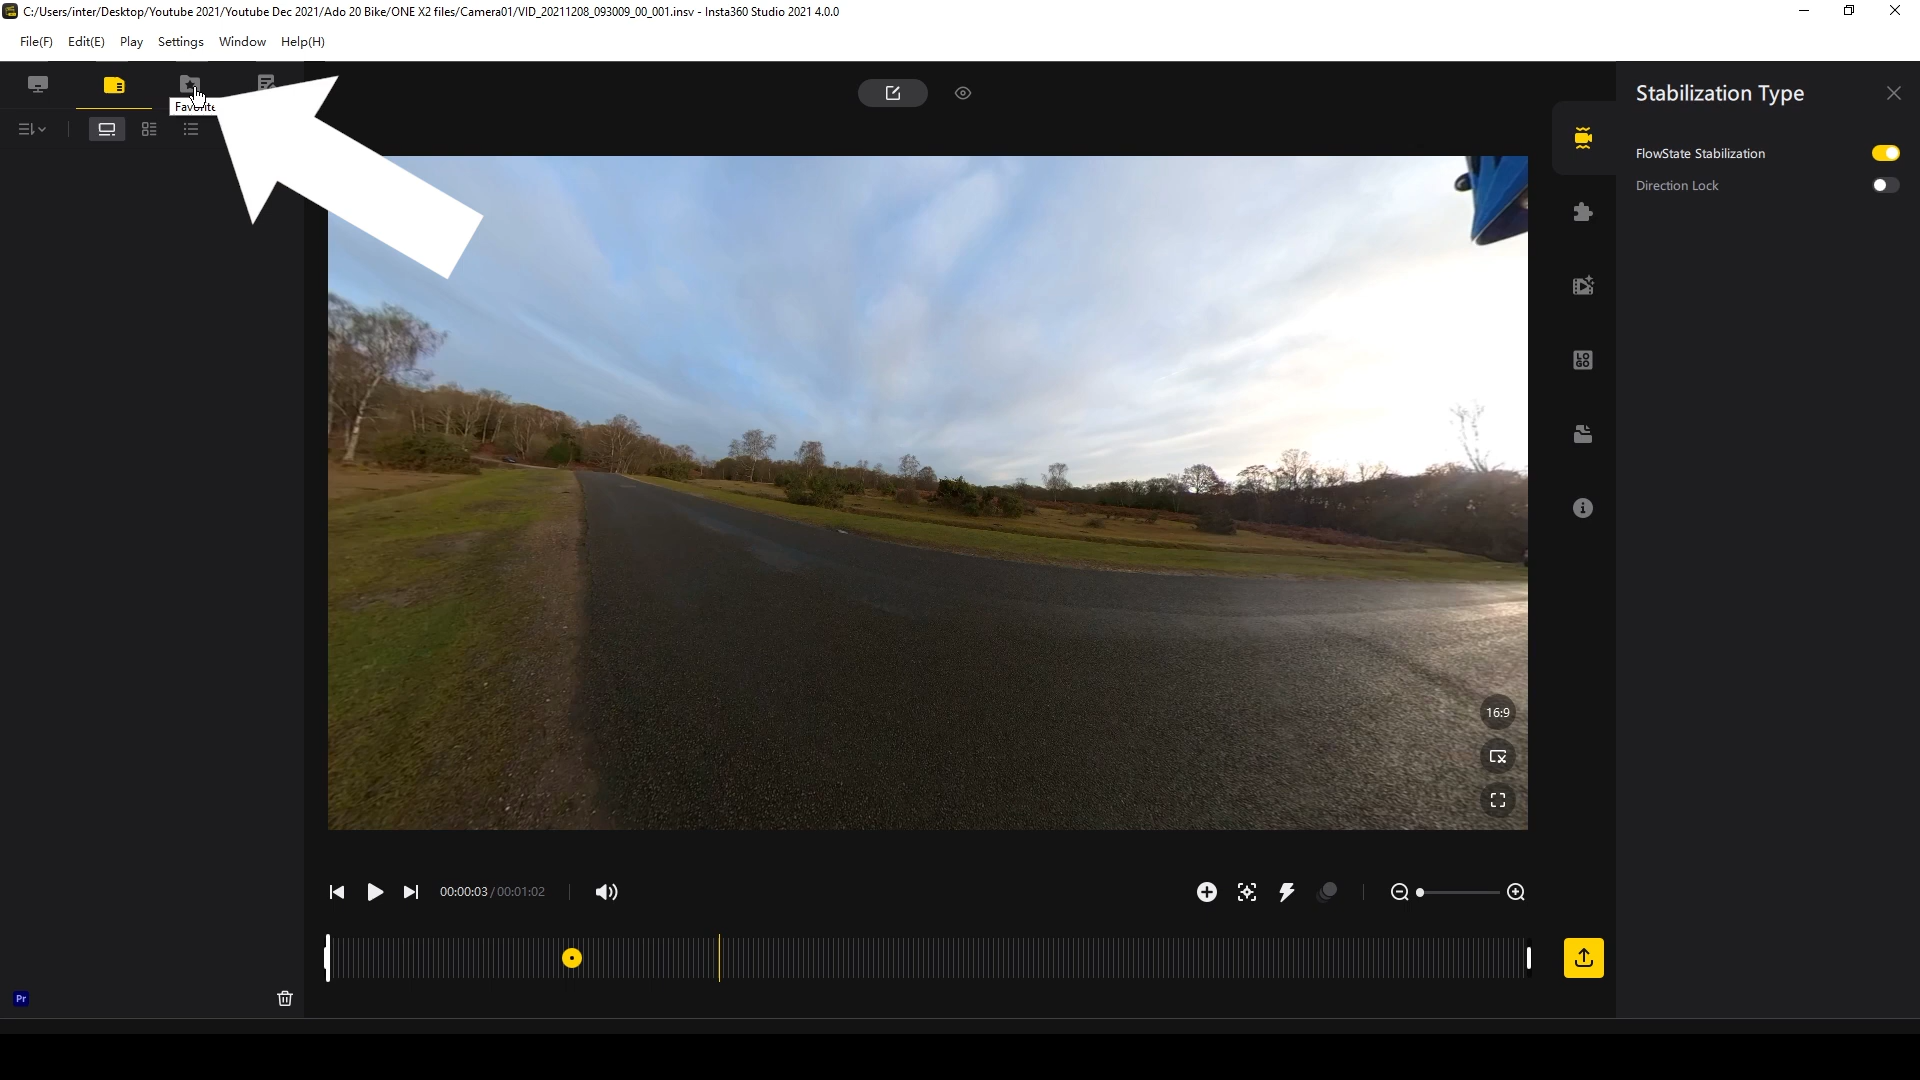 C:/Users/inter/Desktop/Youtube 2021/Youtube Dec 2021/Ado 20 Bike/ONE X2 files/Camera01/VID_20211208_093009_00_001.insv - Insta360 Studio 2021 4.0.0
File(F) Edit(E) Play Settings Window Help(H)
Favorite
Stabilization Type
FlowState Stabilization
Direction Lock
LOGO
16:9
00:00:03 / 00:01:02
Pr